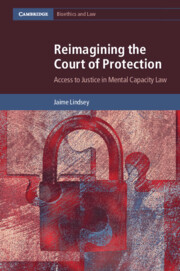 CAMBRIDGE
Bioethics and Law
Reimagining the
Court of Protection
Access to Justice in Mental Capacity Law
Jaime Lindsey